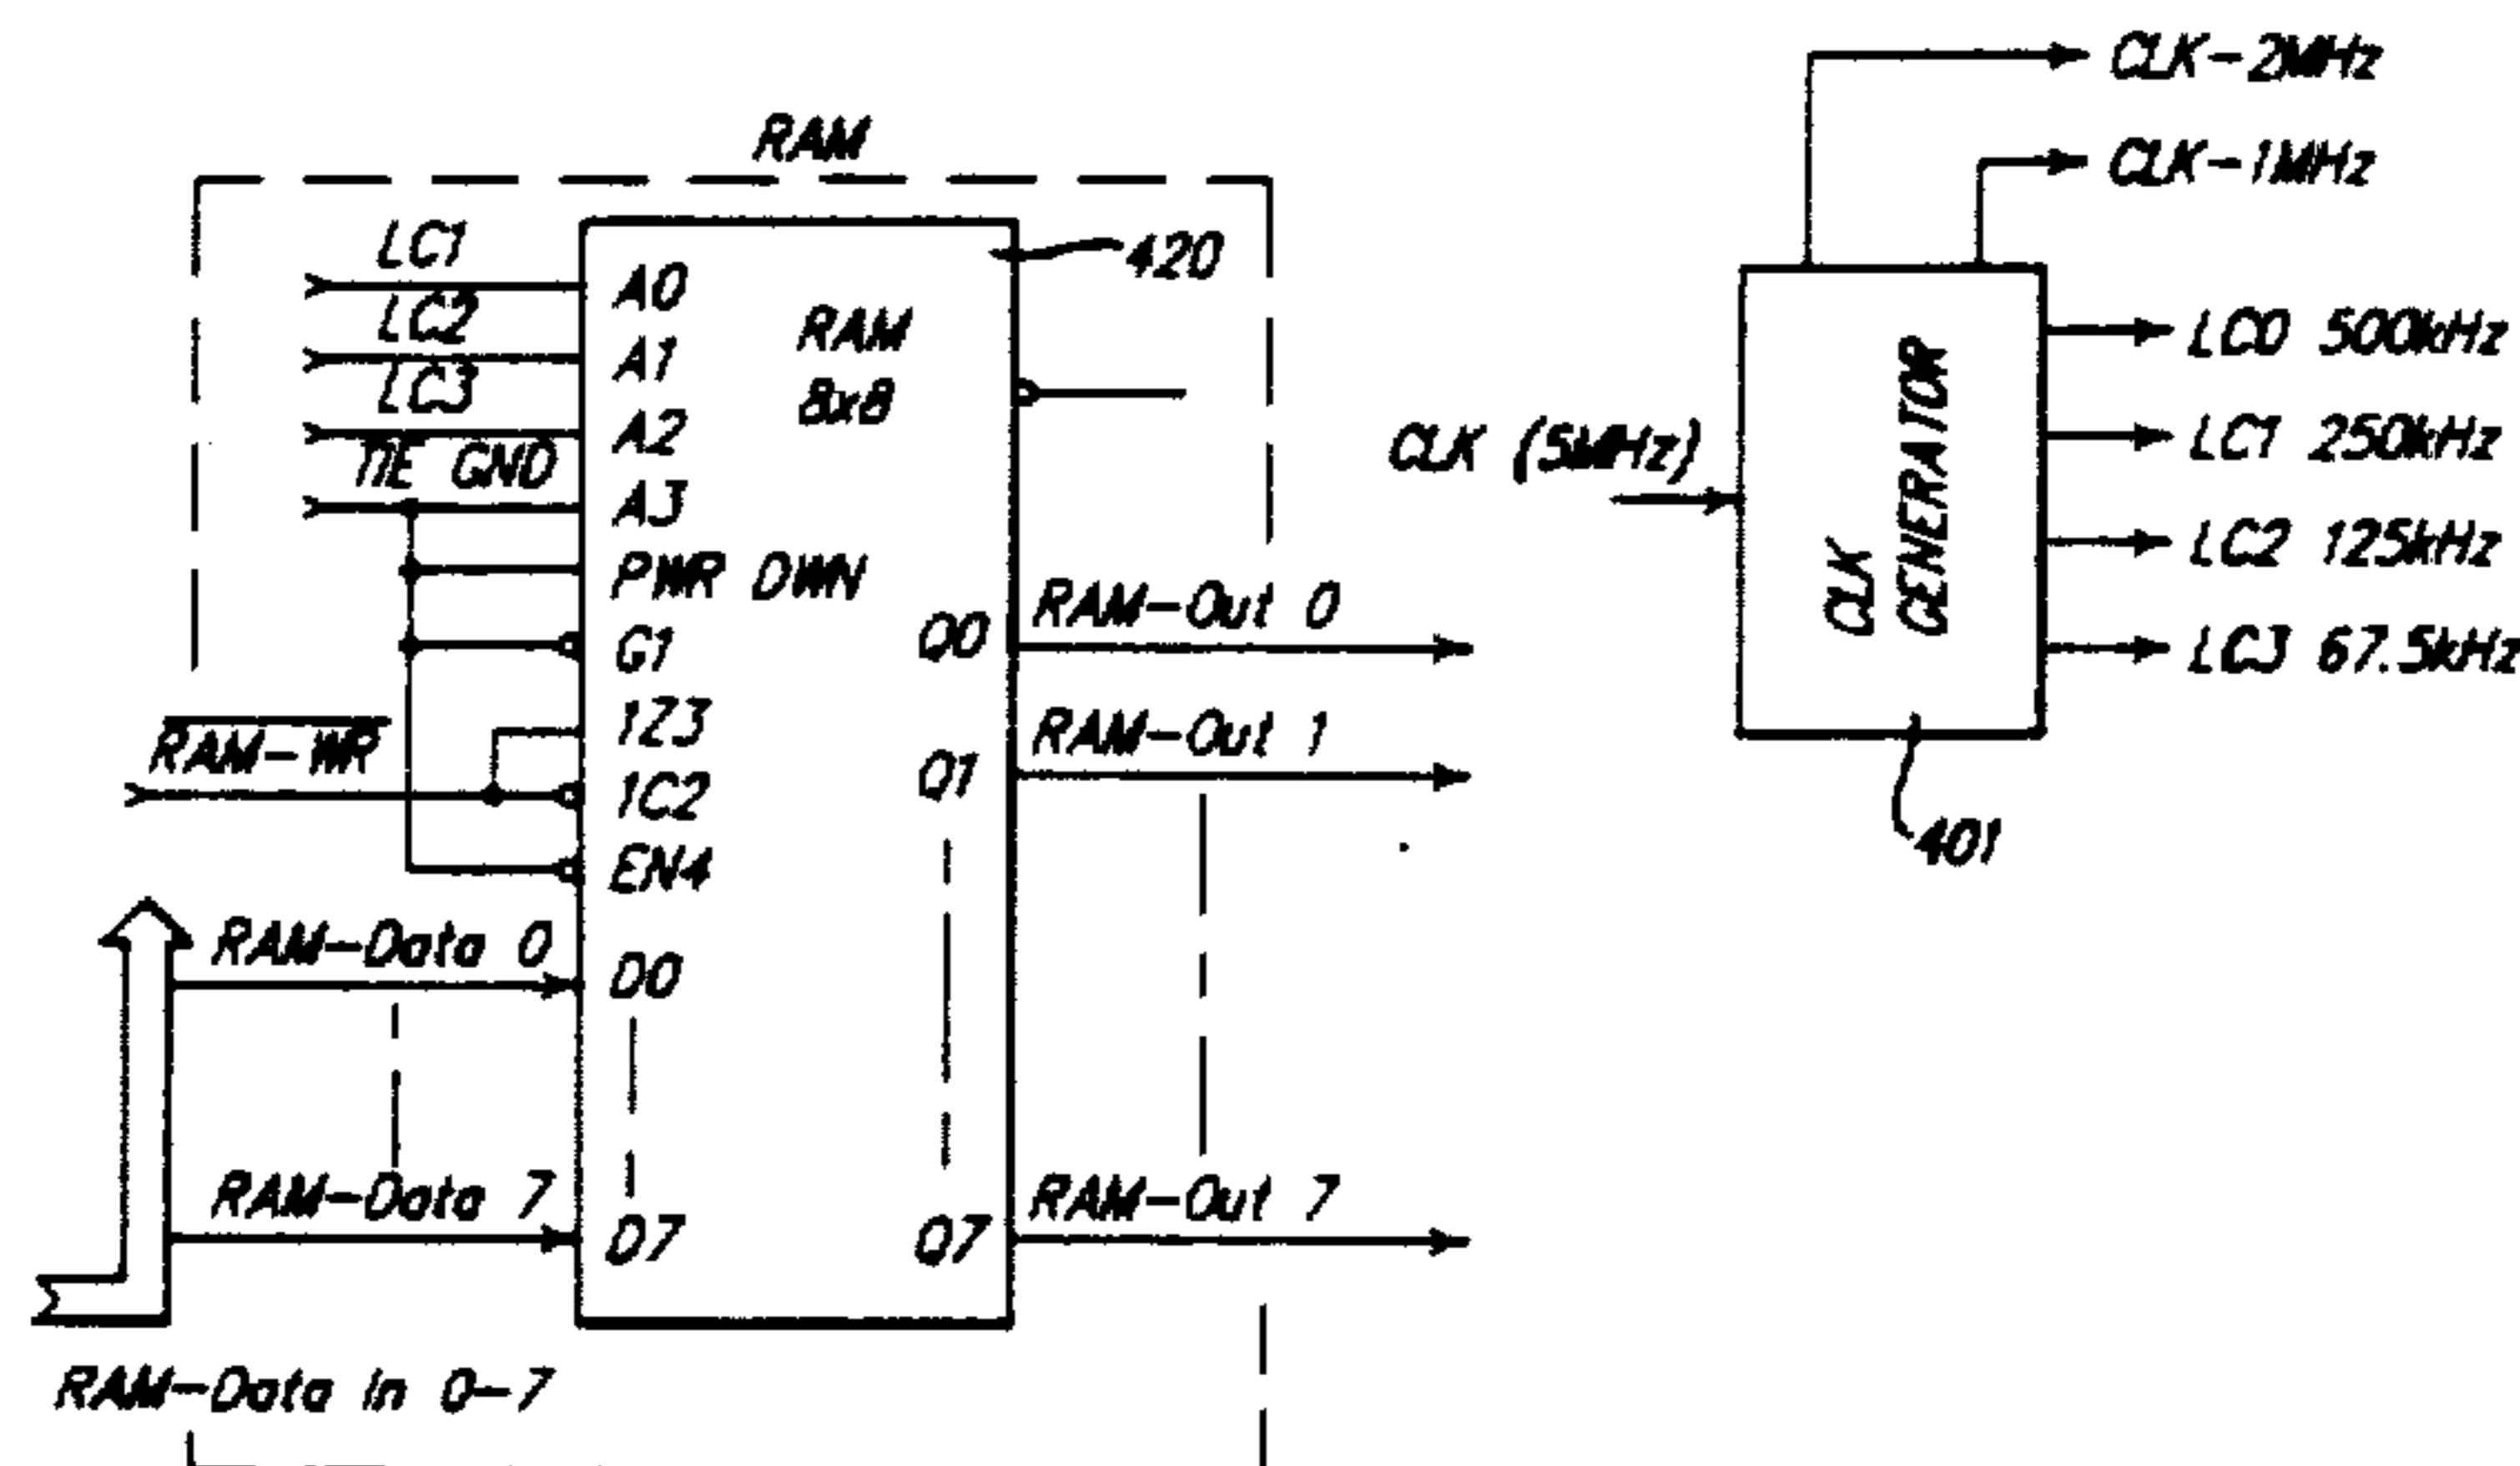 RAM
LC1
LC2
LC3
TIE GND
RAM-WR
RAM-Data 0
RAM-Data 7
RAM-Data in 0-7
A0
A1
A2
A3
PWR DWN
G1
1Z3
1C2
EN4
D0
D7
RAM
8x8
420
Q0
Q1
Q7
RAM-Out 0
RAM-Out 1
RAM-Out 7
CLK (5MHz)
CLK
GENERATOR
401
CLK-2MHz
CLK-1MHz
LC0 500kHz
LC1 250kHz
LC2 125kHz
LC3 67.5kHz